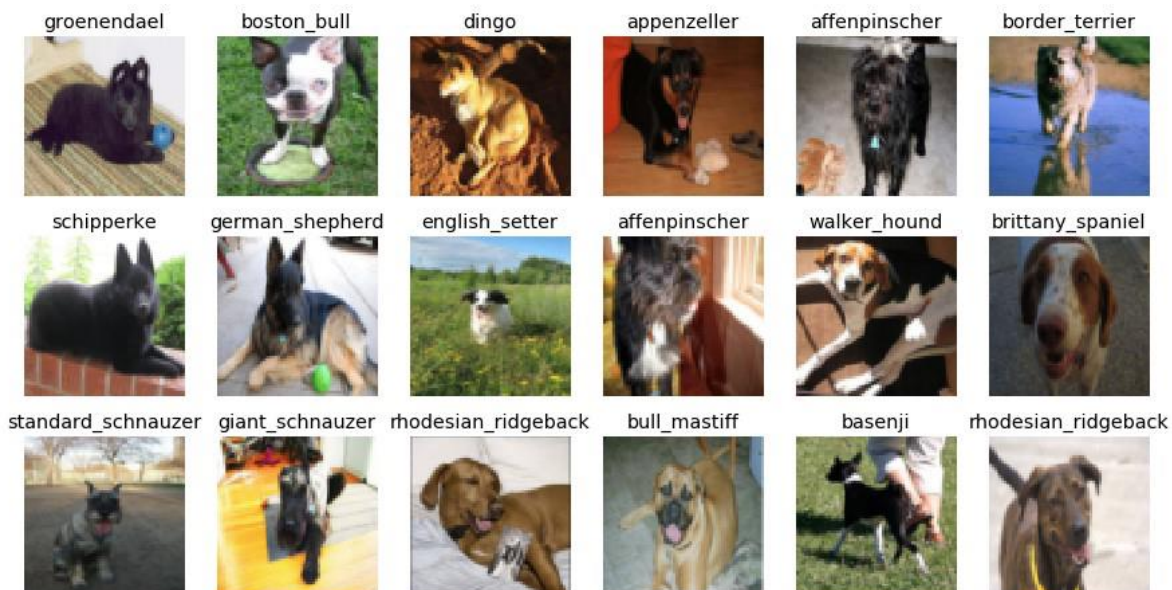 groenendael boston_bull dingo appenzeller affenpinscher border_terrier
schipperke german_shepherd english_setter affenpinscher walker_hound brittany_spaniel
standard_schnauzer giant_schnauzer rhodesian_ridgeback bull_mastiff basenji rhodesian_ridgeback